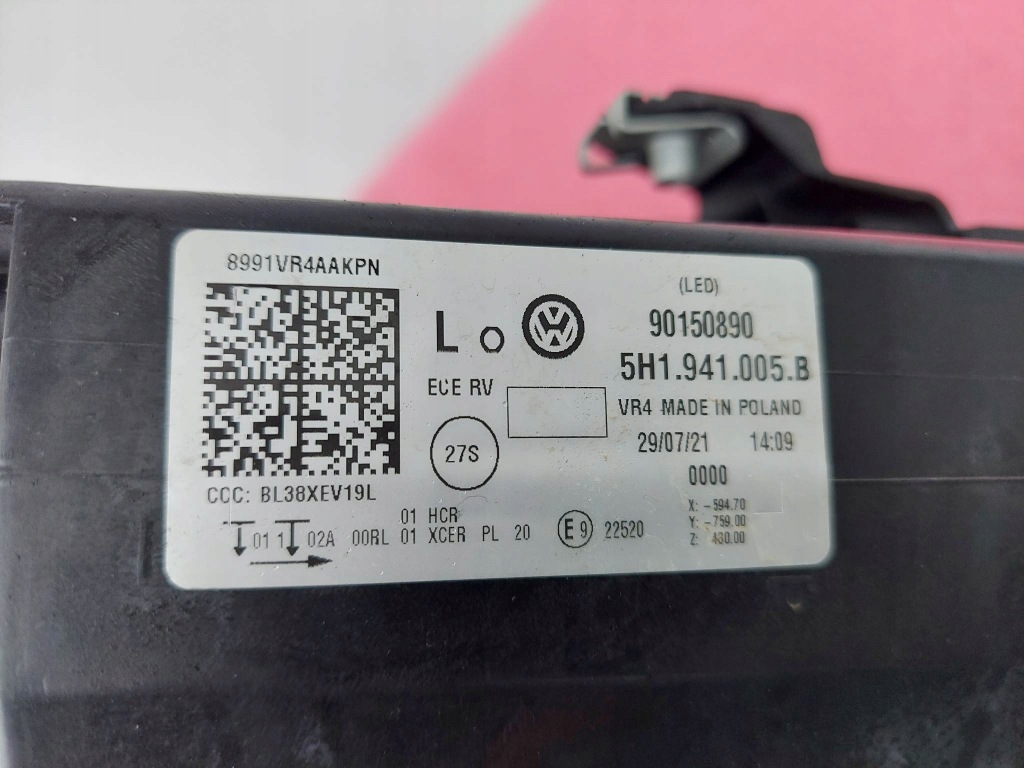 8991VR4AAKPN
L O
ECE RV
27S
CCC: BL38XEV19L
01 1 02A 00RL
01 HCR
01 XCER PL 20
E9 22520
(LED)
90150890
5H1.941.005.B
VR4 MADE IN POLAND
29/07/21 14:09
0000
X: -594.70
Y: -759.00
Z: 430.00